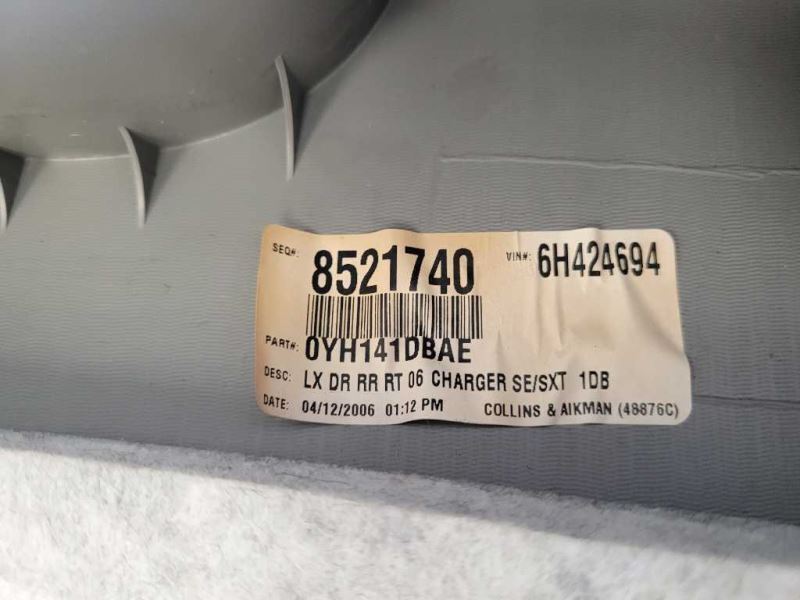 SEQ#: 8521740 VIN#: 6H424694
PART#: 0YH141DBAE
DESC: LX DR RR RT 06 CHARGER SE/SXT 1DB
DATE: 04/12/2006 01:12 PM COLLINS & AIKMAN (48876C)